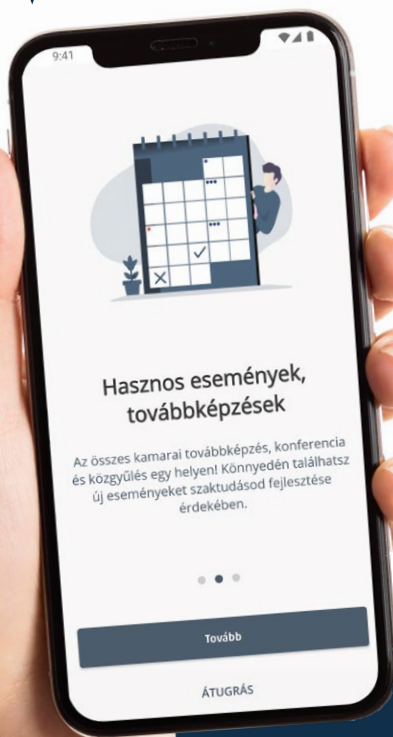 9:41
Hasznos események,
továbbképzések
Az összes kamarai továbbképzés, konferencia
és közgyűlés egy helyen! Könnyedén találhatsz
új eseményeket szaktudásod fejlesztése
érdekében.
Tovább
ÁTUGRÁS